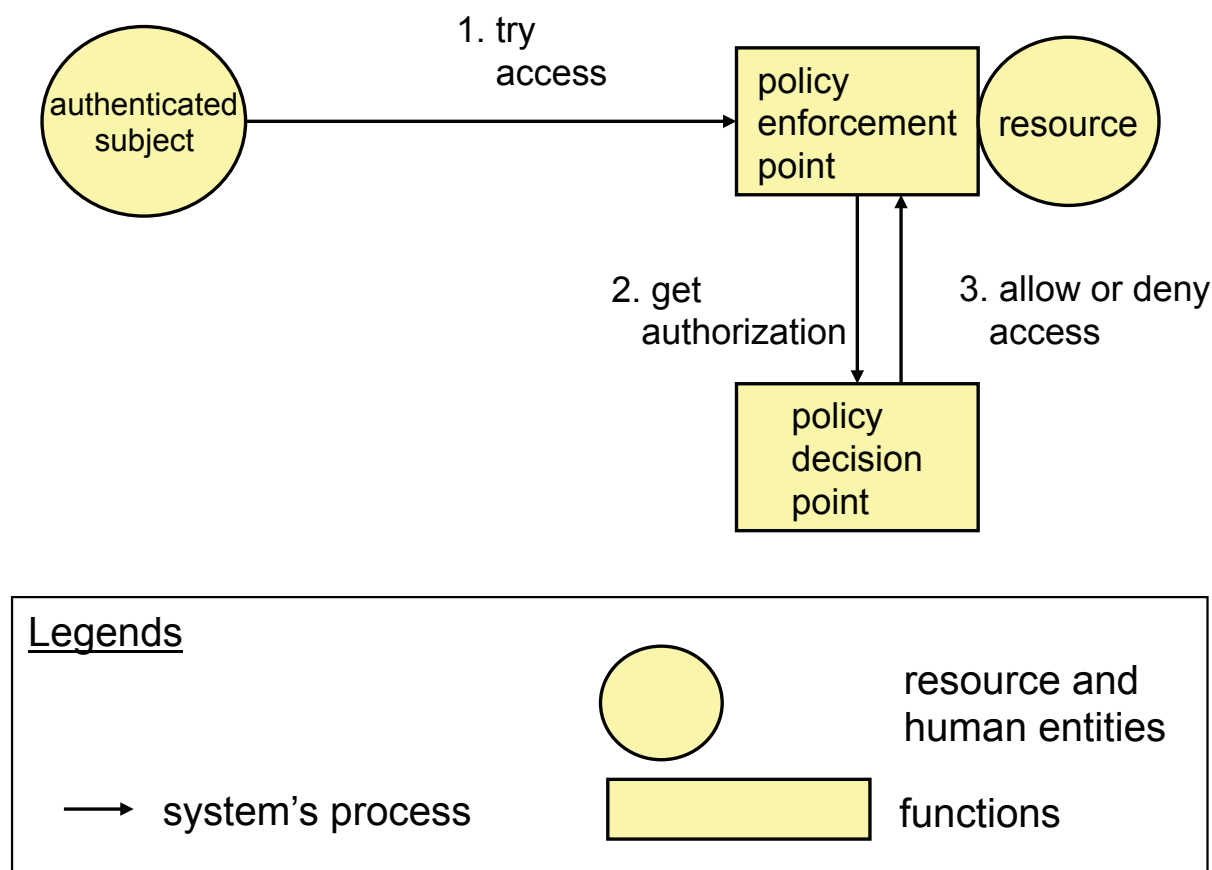 1. try
access
authenticated
subject
policy
enforcement
point
resource
2. get
authorization
3. allow or deny
access
policy
decision
point
Legends
resource and
human entities
system’s process
functions